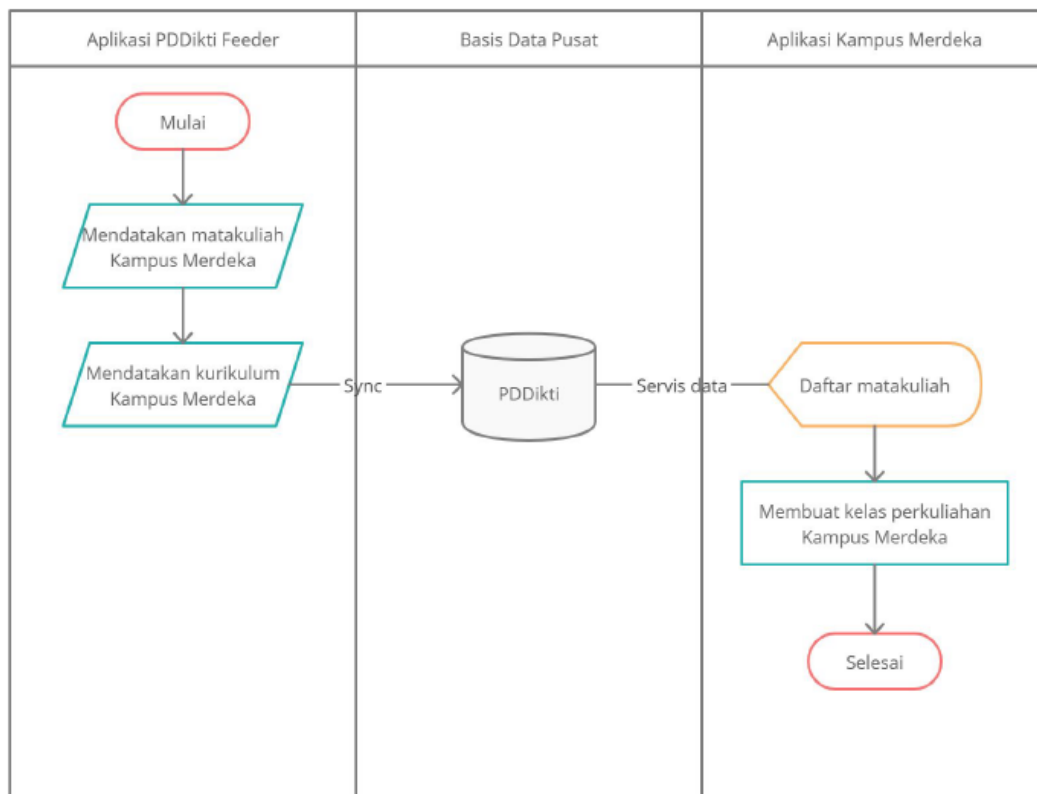 Aplikasi PDDikti Feeder
Basis Data Pusat
Aplikasi Kampus Merdeka
Mulai
Mendatakan matakuliah
Kampus Merdeka
Mendatakan kurikulum
Kampus Merdeka
Sync
PDDikti
Servis data
Daftar matakuliah
Membuat kelas perkuliahan
Kampus Merdeka
Selesai